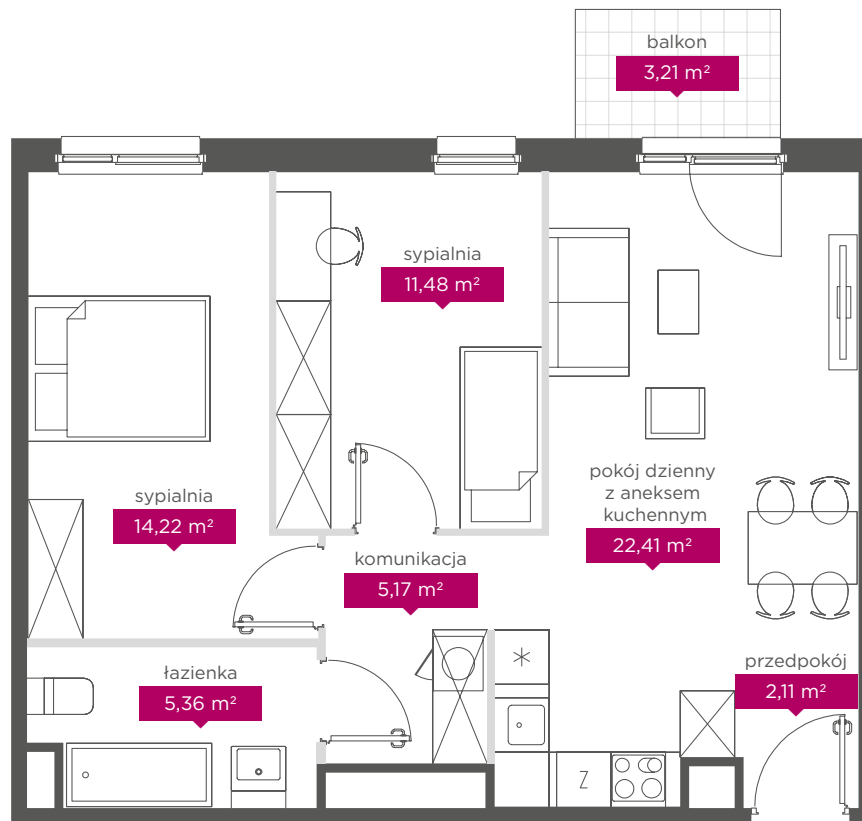 balkon
3,21 m²
sypialnia
11,48 m²
sypialnia
14,22 m²
pokój dzienny
z aneksem
kuchennym
22,41 m²
komunikacja
5,17 m²
łazienka
5,36 m²
przedpokój
2,11 m²
Z